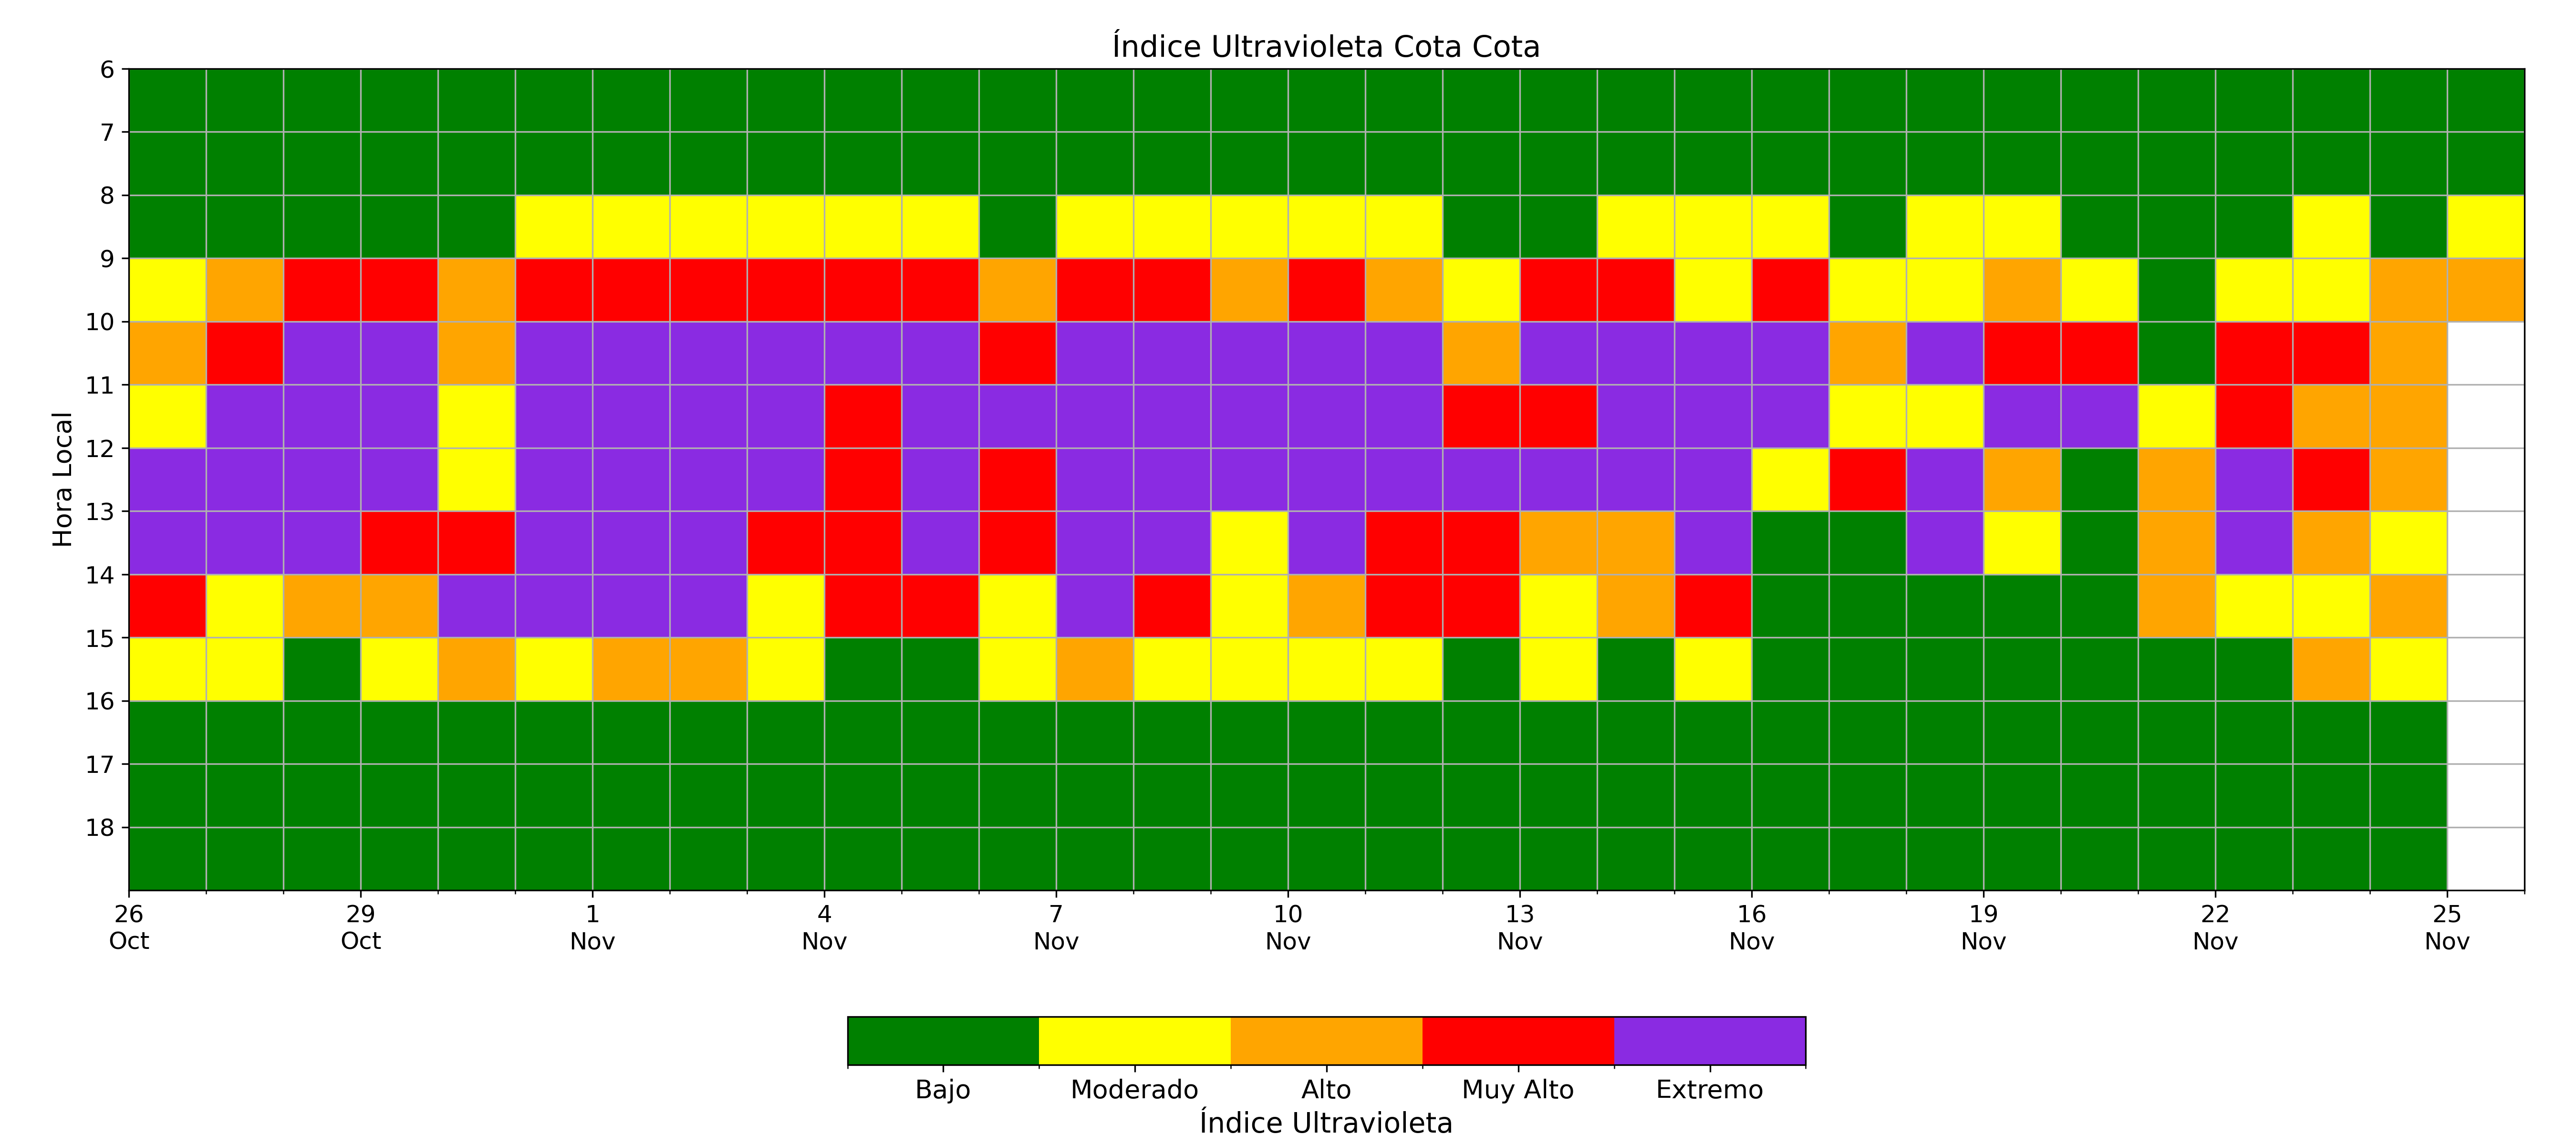 Índice Ultravioleta Cota Cota
6
7
8
9
10
11
12
13
14
15
16
17
18
Hora Local
26 29 1 4 7 10 13 16 19 22 25
Oct Oct Nov Nov Nov Nov Nov Nov Nov Nov Nov
Bajo Moderado Alto Muy Alto Extremo
Índice Ultravioleta